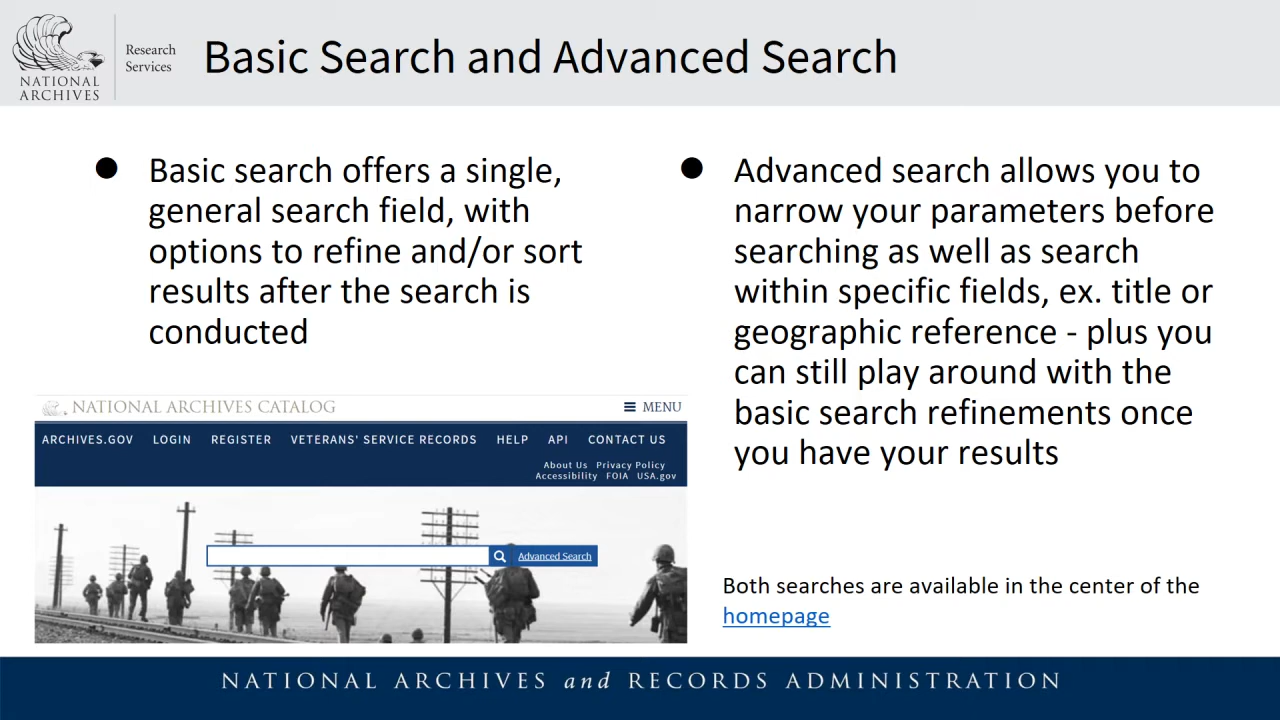 NATIONAL
ARCHIVES
Research
Services
Basic Search and Advanced Search
● Basic search offers a single,
general search field, with
options to refine and/or sort
results after the search is
conducted
● Advanced search allows you to
narrow your parameters before
searching as well as search
within specific fields, ex. title or
geographic reference - plus you
can still play around with the
basic search refinements once
you have your results
NATIONAL ARCHIVES CATALOG
MENU
ARCHIVES.GOV LOGIN REGISTER VETERANS' SERVICE RECORDS HELP API CONTACT US
About Us Privacy Policy
Accessibility FOIA USA.gov
Advanced Search
Both searches are available in the center of the
homepage
NATIONAL ARCHIVES and RECORDS ADMINISTRATION